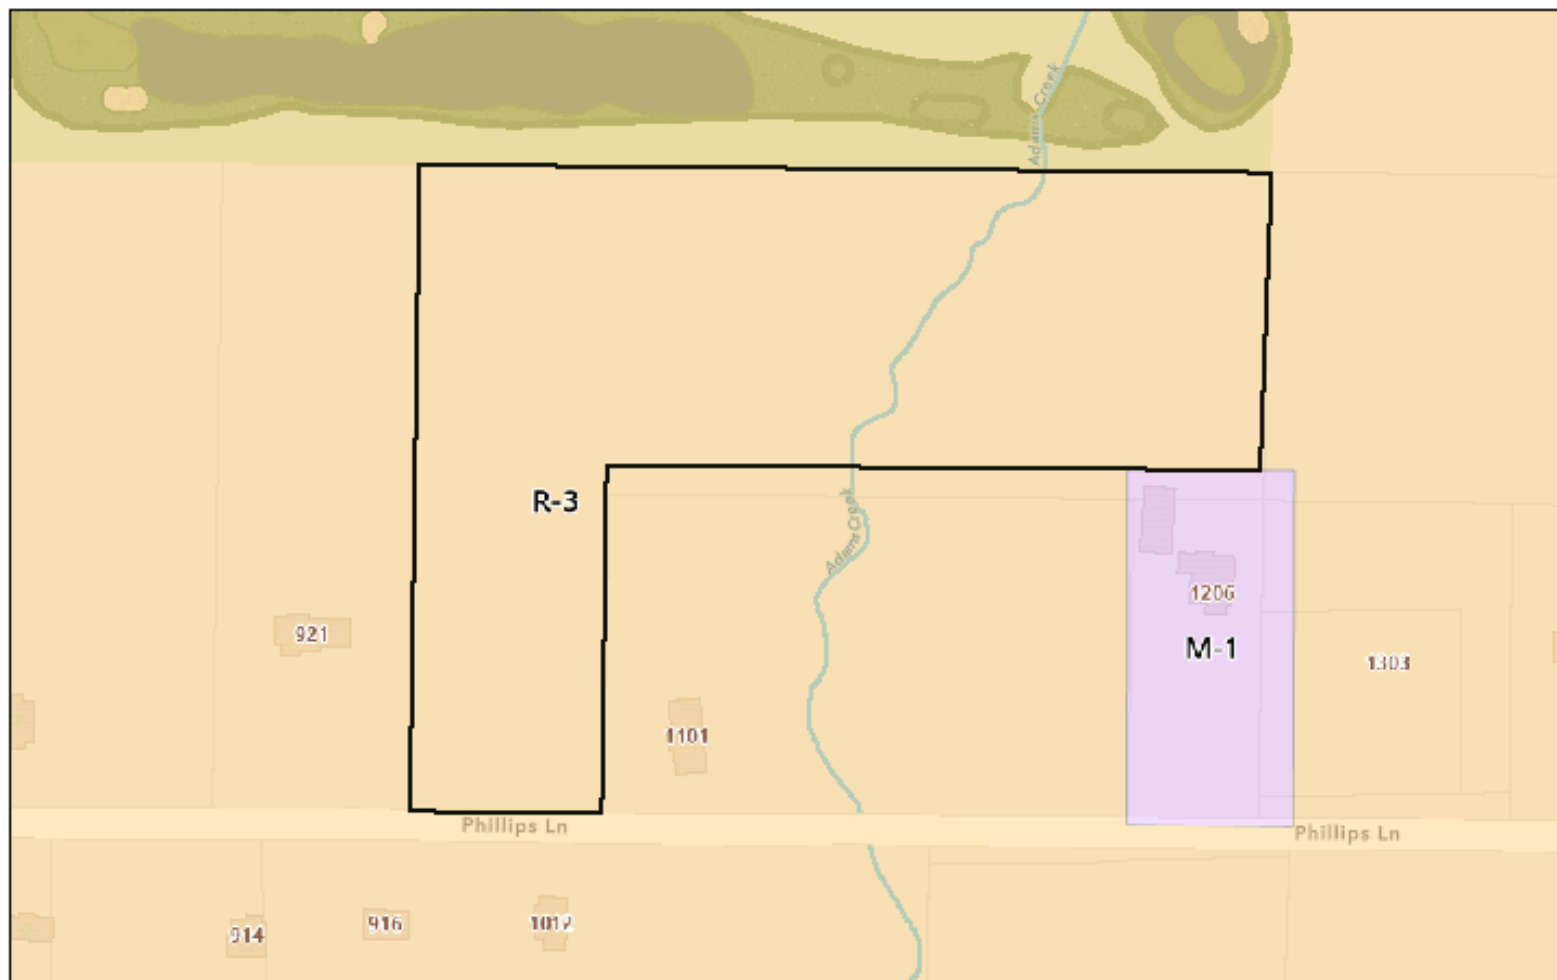 Adams Creek
R-3
Adams Creek
921
1206
M-1
1303
1101
Phillips Ln
Phillips Ln
914
916
1012